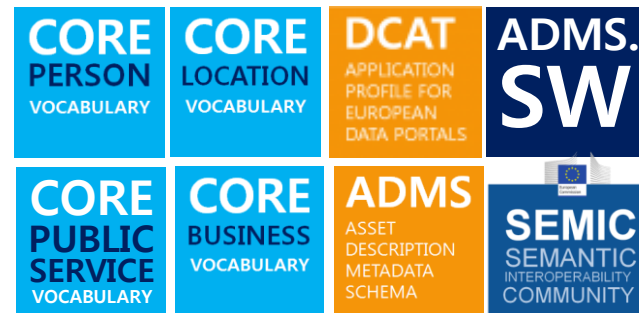 CORE
PERSON
VOCABULARY
CORE
LOCATION
VOCABULARY
DCAT
APPLICATION
PROFILE FOR
EUROPEAN
DATA PORTALS
ADMS.
SW
CORE
PUBLIC
SERVICE
VOCABULARY
CORE
BUSINESS
VOCABULARY
ADMS
ASSET
DESCRIPTION
METADATA
SCHEMA
European
Commission
SEMIC
SEMANTIC
INTEROPERABILITY
COMMUNITY